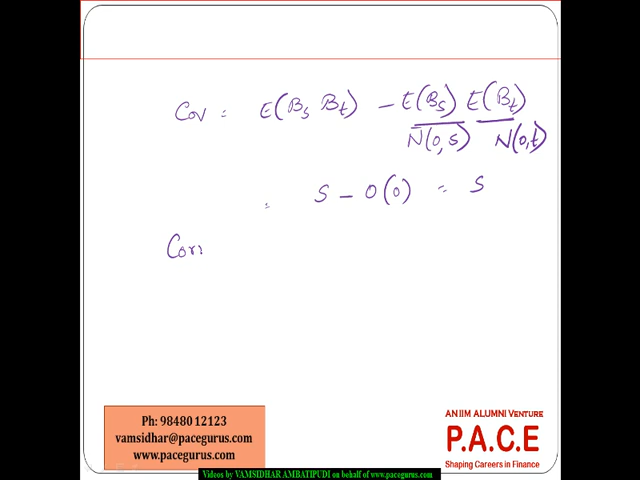 Cov = E(Bs Bt) - E(Bs) E(Bt)
N(0,s) N(0,t)
= S - 0(0) = S
Corr
Ph: 98480 12123
vamsidhar@pacegurus.com
www.pacegurus.com
AN IIM ALUMNI VENTURE
P.A.C.E
Shaping Careers in Finance
Videos by VAMSIDHAR AMBATIPUDI on behalf of www.pacegurus.com